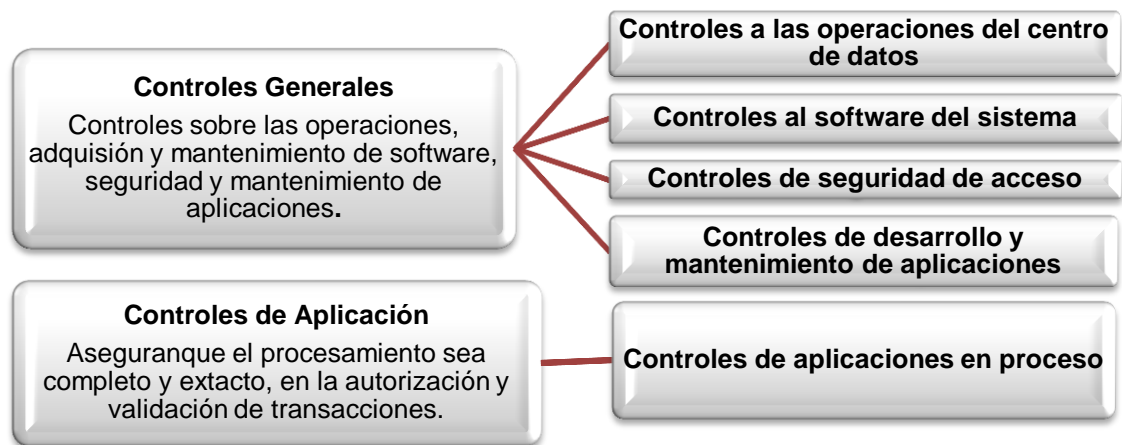 Controles Generales
Controles sobre las operaciones,
adquisión y mantenimiento de software,
seguridad y mantenimiento de
aplicaciones.
Controles a las operaciones del centro
de datos
Controles al software del sistema
Controles de seguridad de acceso
Controles de desarrollo y
mantenimiento de aplicaciones
Controles de Aplicación
Aseguranque el procesamiento sea
completo y extacto, en la autorización y
validación de transacciones.
Controles de aplicaciones en proceso